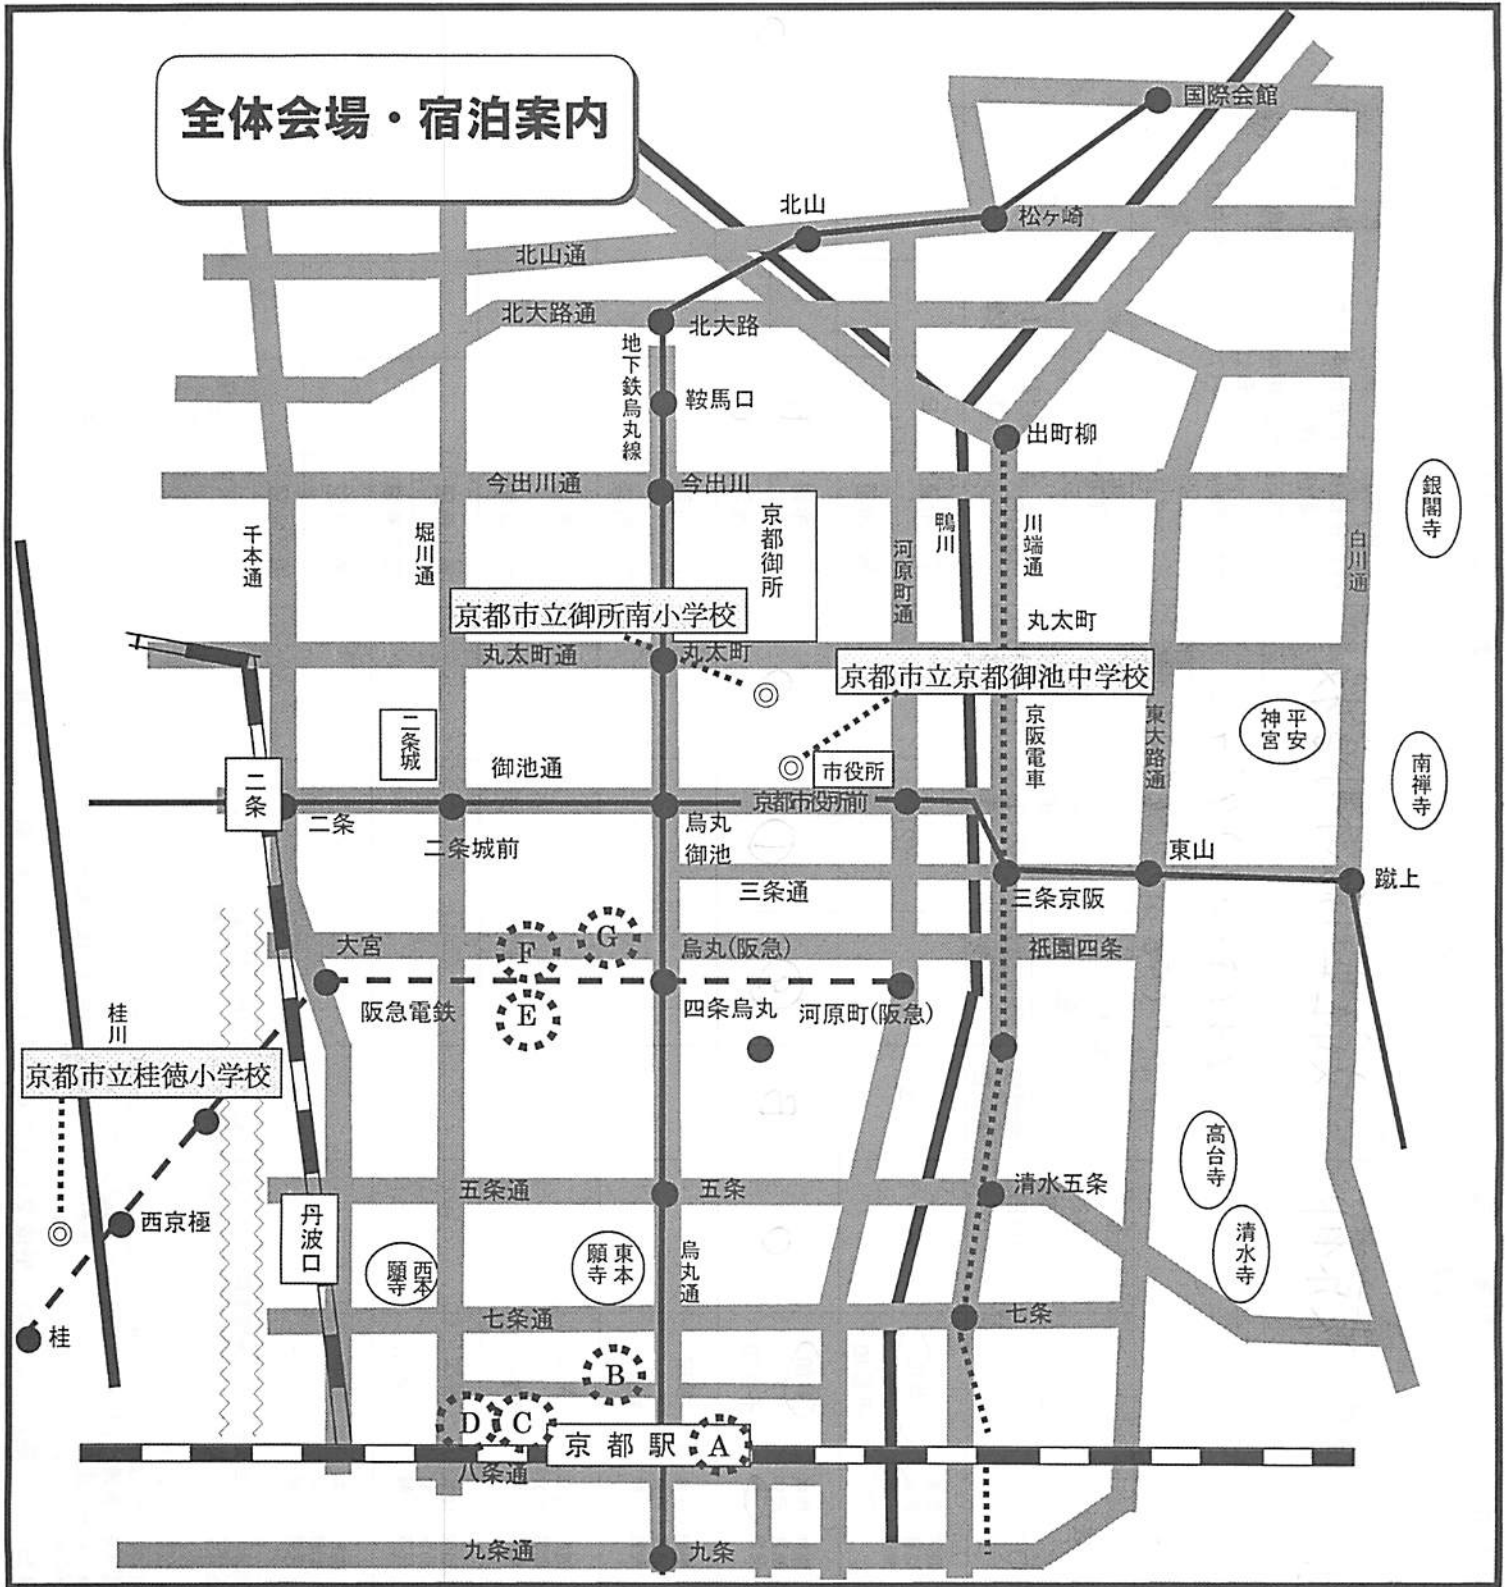 全体会場・宿泊案内
国際会館
北山
松ヶ崎
北山通
北大路通
北大路
地下鉄烏丸線
鞍馬口
出町柳
今出川通
今出川
銀閣寺
千本通
堀川通
京都御所
河原町通
鴨川
川端通
白川通
京都市立御所南小学校
丸太町
丸太町通
丸太町
京都市立京都御池中学校
二条城
京阪電車
東大路通
平安神宮
南禅寺
御池通
市役所
二条
京都市役所前
二条
二条城前
烏丸御池
東山
三条通
三条京阪
蹴上
大宮
F
G
烏丸(阪急)
祇園四条
阪急電鉄
E
四条烏丸
河原町(阪急)
桂川
京都市立桂徳小学校
高台寺
五条通
五条
清水五条
西京極
丹波口
西本願寺
東本願寺
烏丸通
清水寺
七条通
七条
桂
B
D
C
京都駅
A
八条通
九条通
九条